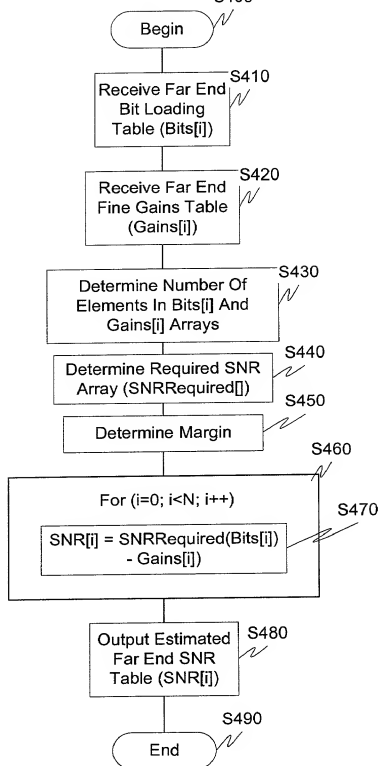 Begin
S410
Receive Far End
Bit Loading
Table (Bits[i])
S420
Receive Far End
Fine Gains Table
(Gains[i])
S430
Determine Number Of
Elements In Bits[i] And
Gains[i] Arrays
S440
Determine Required SNR
Array (SNRRequired[])
S450
Determine Margin
S460
For (i=0; i<N; i++)
S470
SNR[i] = SNRRequired(Bits[i])
- Gains[i])
S480
Output Estimated
Far End SNR
Table (SNR[i])
S490
End